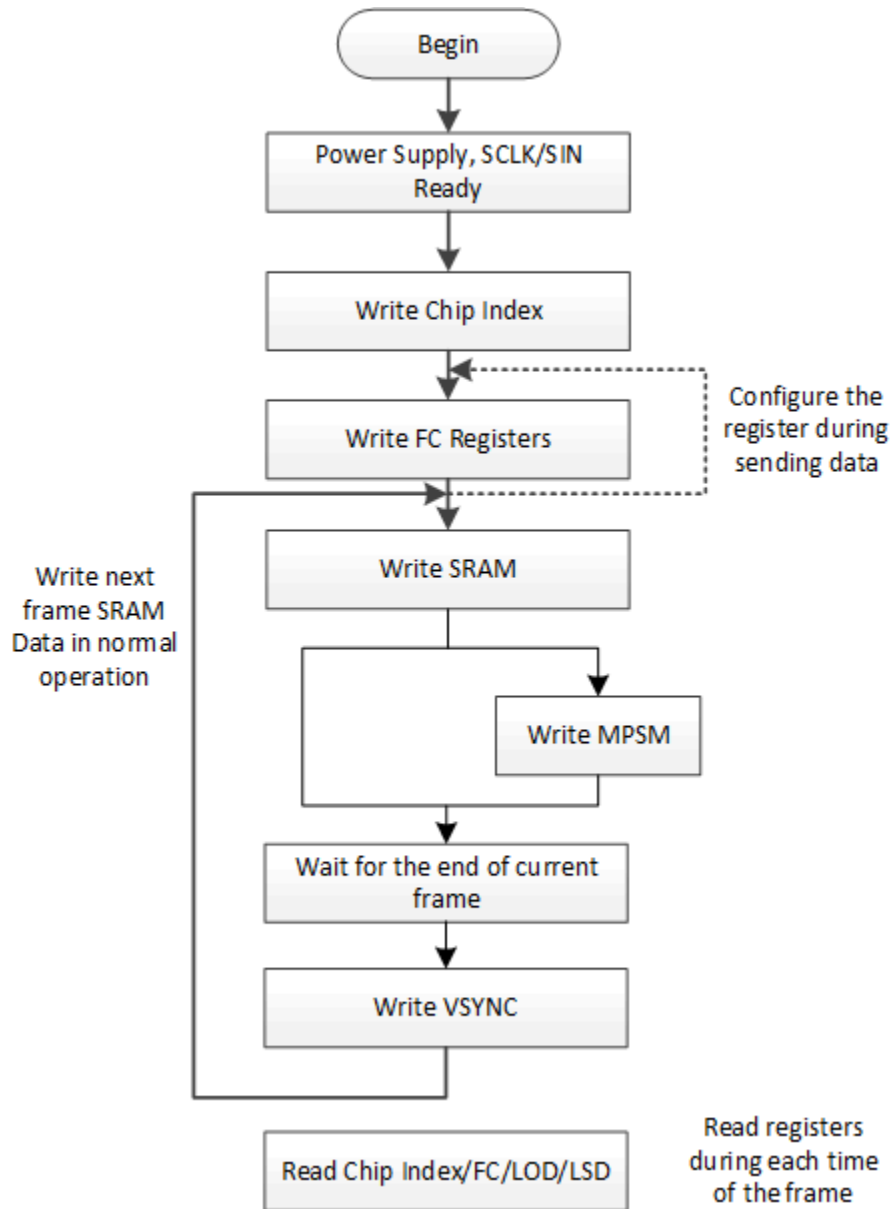 Begin
Power Supply, SCLK/SIN
Ready
Write Chip Index
Configure the
register during
sending data
Write FC Registers
Write SRAM
Write next
frame SRAM
Data in normal
operation
Write MPSM
Wait for the end of current
frame
Write VSYNC
Read Chip Index/FC/LOD/LSD
Read registers
during each time
of the frame